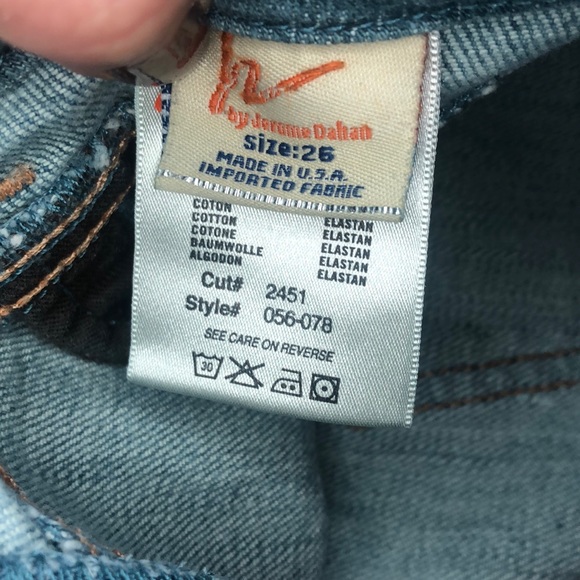 by Jerome Dahan
Size:26
MADE IN U.S.A.
IMPORTED FABRIC
COTON ELASTAN
COTTON ELASTAN
COTONE ELASTAN
BAUMWOLLE ELASTAN
ALGODON ELASTAN
Cut# 2451
Style# 056-078
SEE CARE ON REVERSE
30